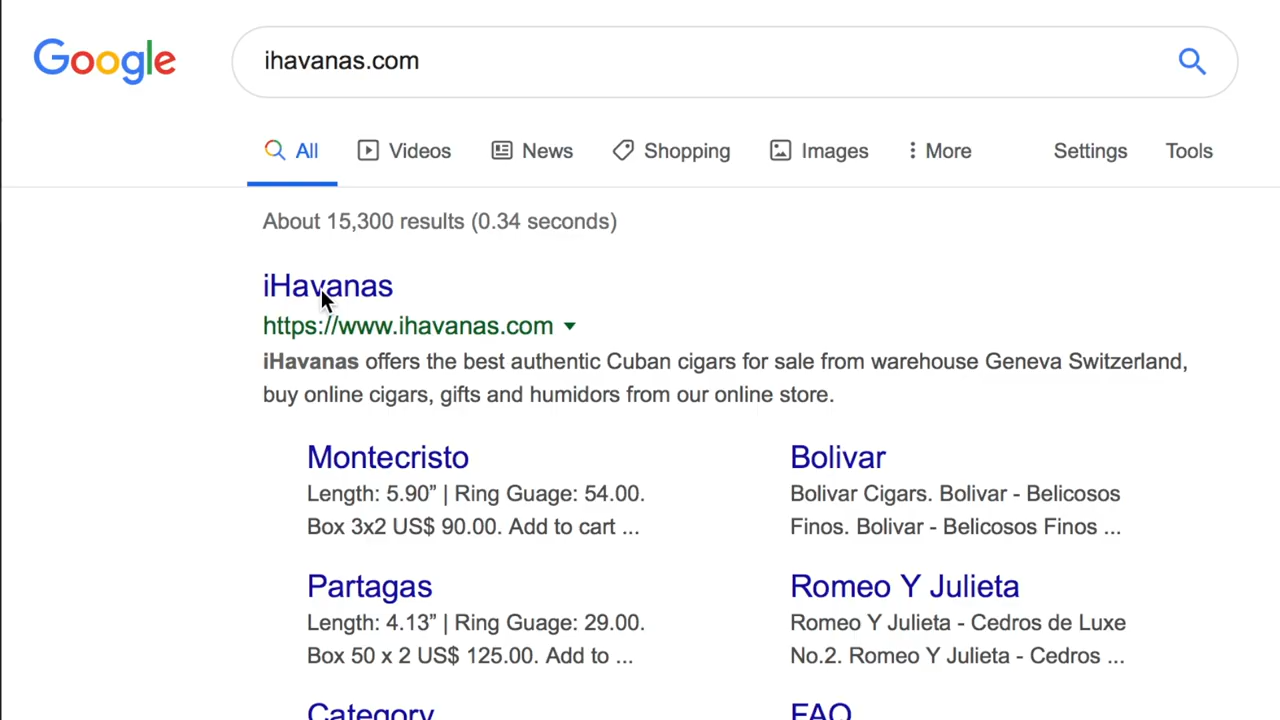 Google
ihavanas.com
All Videos News Shopping Images More Settings Tools
About 15,300 results (0.34 seconds)
iHavanas
https://www.ihavanas.com
iHavanas offers the best authentic Cuban cigars for sale from warehouse Geneva Switzerland,
buy online cigars, gifts and humidors from our online store.
Montecristo
Length: 5.90” | Ring Guage: 54.00.
Box 3x2 US$ 90.00. Add to cart ...
Bolivar
Bolivar Cigars. Bolivar - Belicosos
Finos. Bolivar - Belicosos Finos ...
Partagas
Length: 4.13” | Ring Guage: 29.00.
Box 50 x 2 US$ 125.00. Add to ...
Romeo Y Julieta
Romeo Y Julieta - Cedros de Luxe
No.2. Romeo Y Julieta - Cedros ...
Category
FAQ